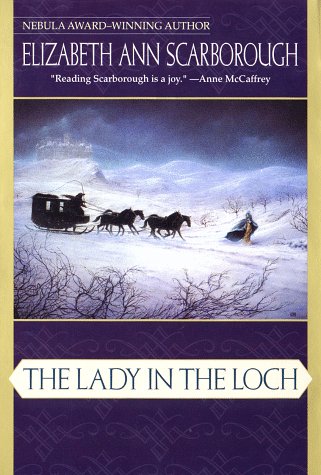 NEBULA AWARD–WINNING AUTHOR
ELIZABETH ANN SCARBOROUGH
"Reading Scarborough is a joy." —Anne McCaffrey
THE LADY IN THE LOCH